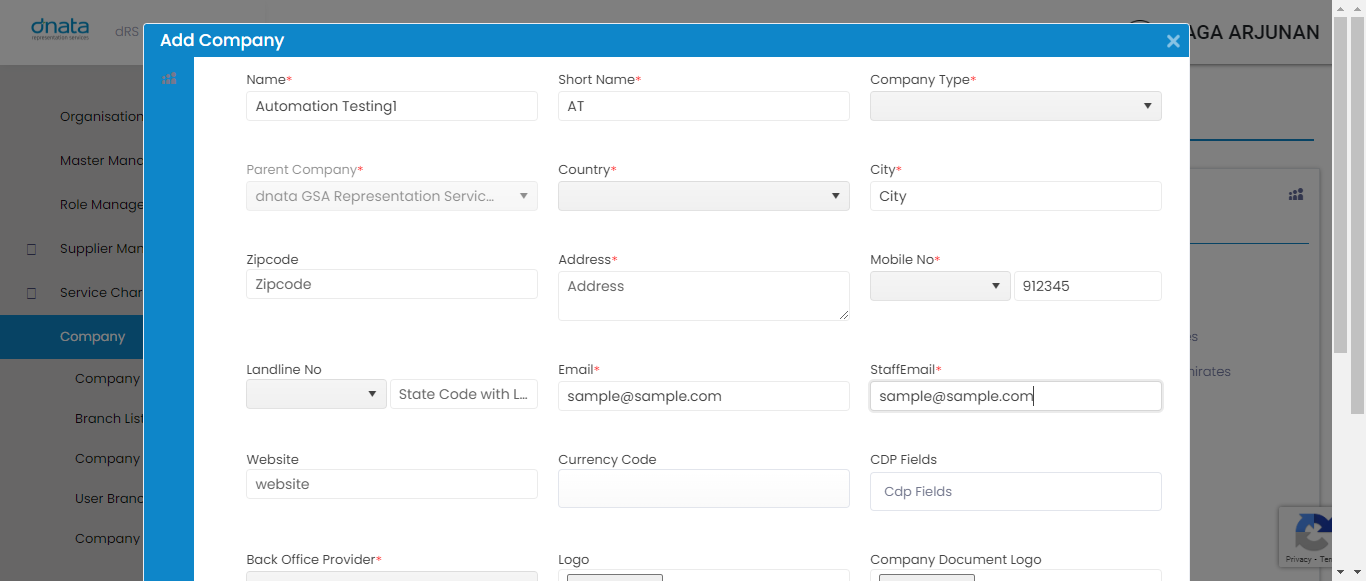 dnata
representation services
dRS
AGA ARJUNAN
Add Company
Organisation
Master Mana
Role Manage
Supplier Man
Service Char
Company
Company
Branch List
Company
User Branc
Company
Name*
Short Name*
Company Type*
Automation Testing1
AT
Parent Company*
Country*
City*
dnata GSA Representation Servic...
City
Zipcode
Address*
Mobile No*
Zipcode
Address
912345
Landline No
Email*
StaffEmail*
State Code with L...
sample@sample.com
sample@sample.com
Website
Currency Code
CDP Fields
website
Cdp Fields
Back Office Provider*
Logo
Company Document Logo
es
mirates
Privacy - Ter